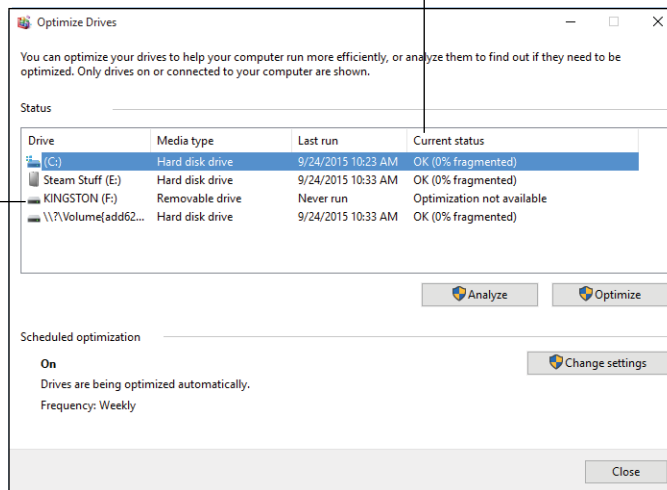 Optimize Drives
You can optimize your drives to help your computer run more efficiently, or analyze them to find out if they need to be
optimized. Only drives on or connected to your computer are shown.
Status
Drive Media type Last run Current status
(C:) Hard disk drive 9/24/2015 10:23 AM OK (0% fragmented)
Steam Stuff (E:) Hard disk drive 9/24/2015 10:33 AM OK (0% fragmented)
KINGSTON (F:) Removable drive Never run Optimization not available
\\?\Volume{add62... Hard disk drive 9/24/2015 10:33 AM OK (0% fragmented)
Analyze Optimize
Scheduled optimization
On Change settings
Drives are being optimized automatically.
Frequency: Weekly
Close